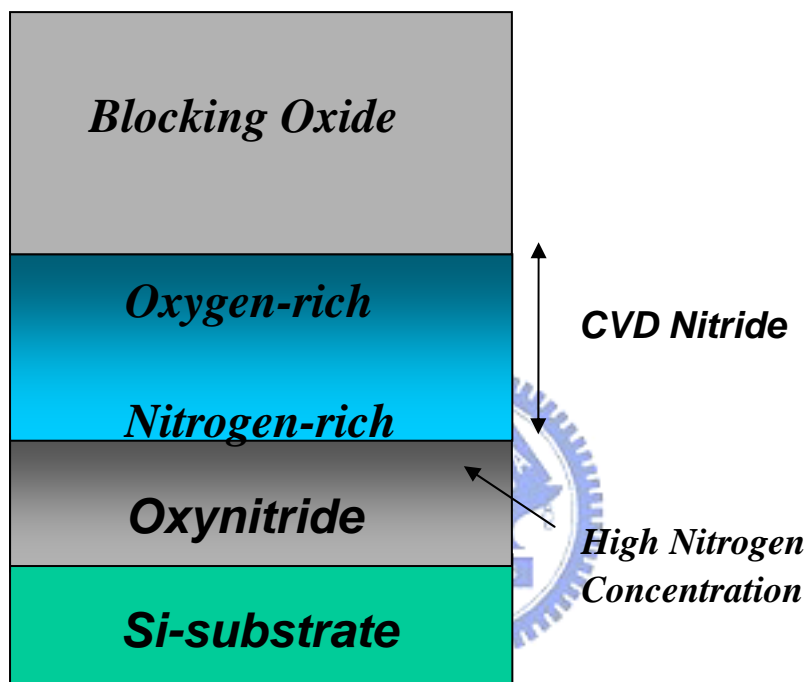 Blocking Oxide
Oxygen-rich
CVD Nitride
Nitrogen-rich
Oxynitride
High Nitrogen
Concentration
Si-substrate